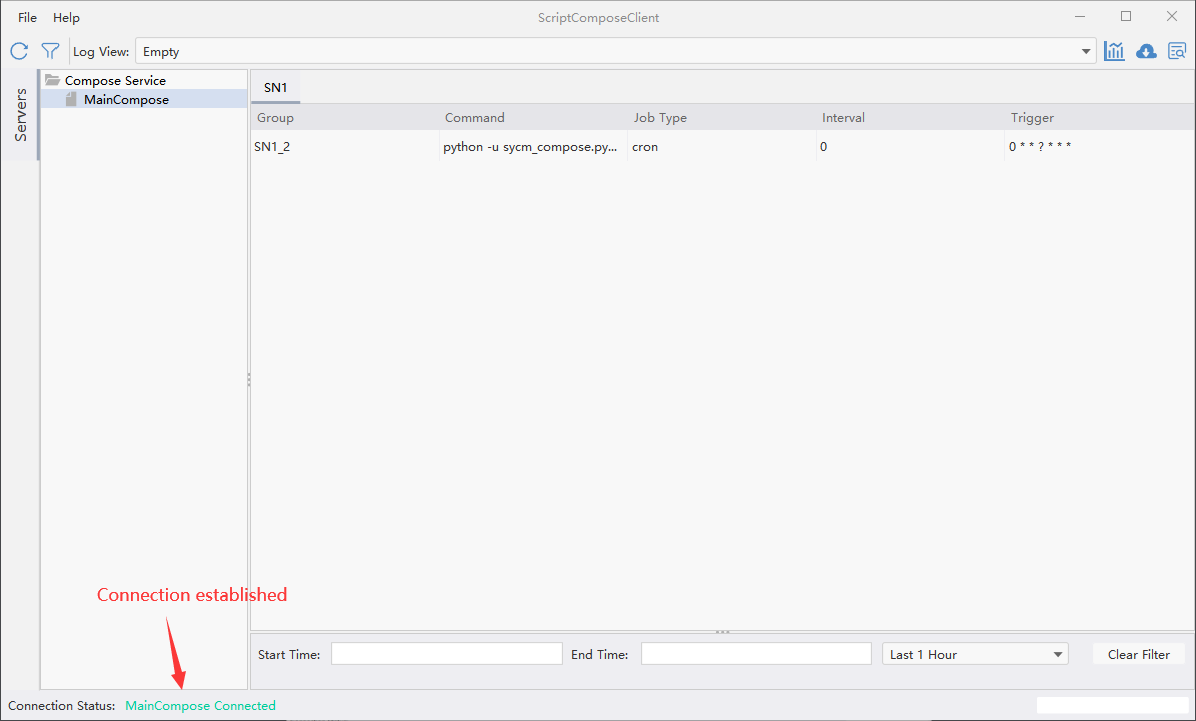 File Help ScriptComposeClient
Log View: Empty
Servers
Compose Service
MainCompose
SN1
Group Command Job Type Interval Trigger
SN1_2 python -u sycm_compose.py... cron 0 0 * * ? * * *
Connection established
Start Time: End Time: Last 1 Hour Clear Filter
Connection Status: MainCompose Connected